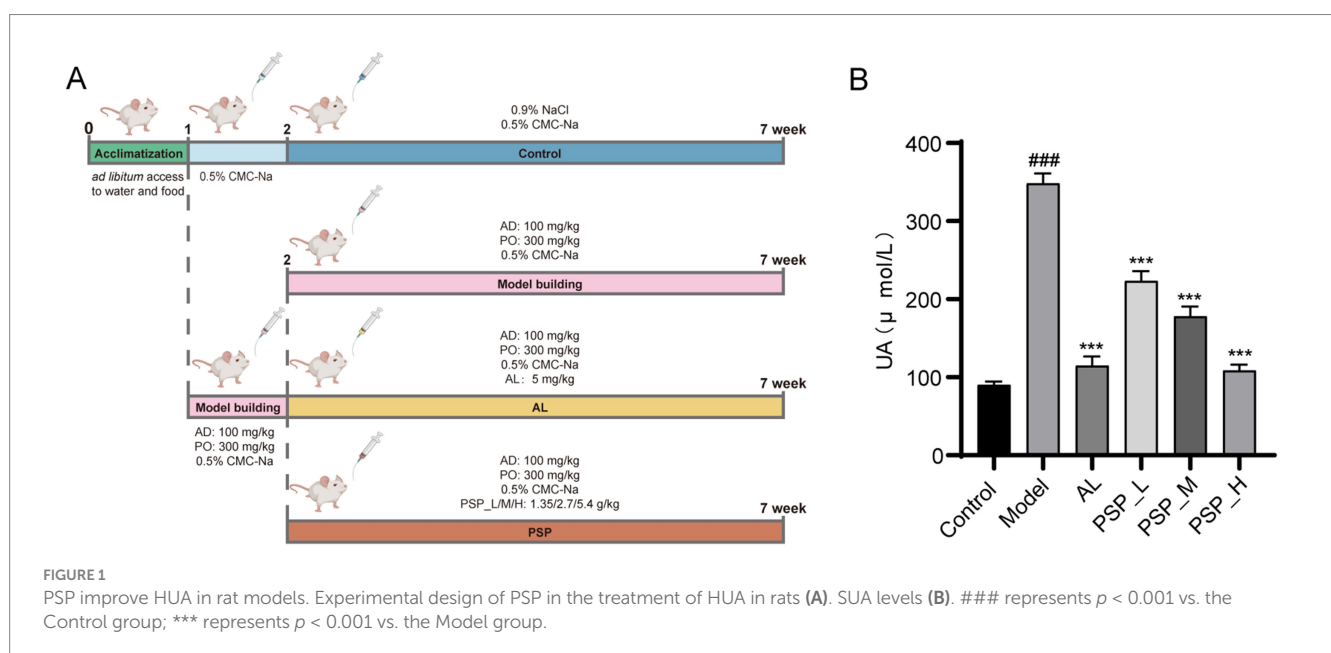 A
0
1
2
7 week
0.9% NaCl
0.5% CMC-Na
Acclimatization
Control
ad libitum access
to water and food
0.5% CMC-Na
AD: 100 mg/kg
PO: 300 mg/kg
0.5% CMC-Na
2
7 week
Model building
AD: 100 mg/kg
PO: 300 mg/kg
0.5% CMC-Na
AL: 5 mg/kg
7 week
Model building
AL
AD: 100 mg/kg
PO: 300 mg/kg
0.5% CMC-Na
AD: 100 mg/kg
PO: 300 mg/kg
0.5% CMC-Na
PSP_L/M/H: 1.35/2.7/5.4 g/kg
7 week
PSP
B
UA (μ mol/L)
400
300
200
100
0
###
***
***
***
***
Control
Model
AL
PSP_L
PSP_M
PSP_H
FIGURE 1
PSP improve HUA in rat models. Experimental design of PSP in the treatment of HUA in rats (A). SUA levels (B). ### represents p < 0.001 vs. the
Control group; *** represents p < 0.001 vs. the Model group.